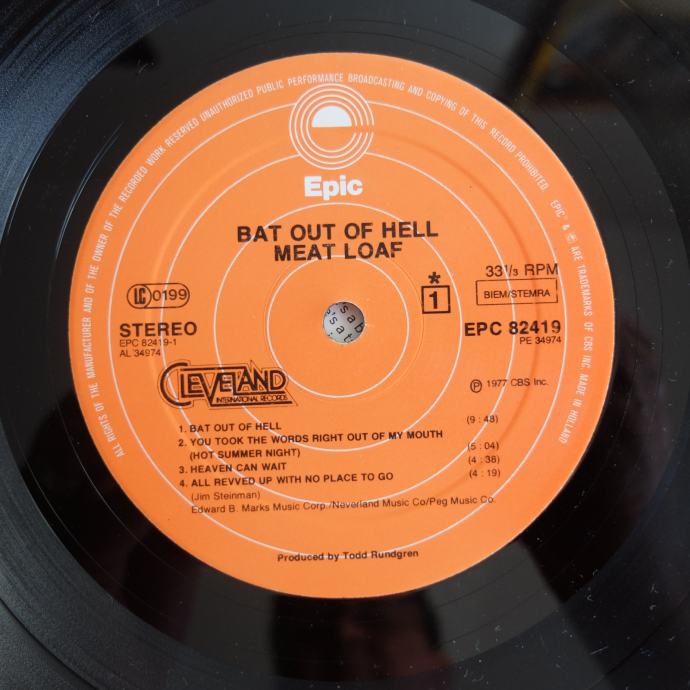 ALL RIGHTS OF THE MANUFACTURER AND OF THE OWNER OF THE RECORDED WORK RESERVED UNAUTHORIZED PUBLIC PERFORMANCE BROADCASTING AND COPYING OF THIS RECORD PROHIBITED. EPIC® & ARE TRADEMARKS OF CBS INC. MADE IN HOLLAND
Epic
BAT OUT OF HELL
MEAT LOAF
LC 0199
* 1
33⅓ RPM
BIEM/STEMRA
STEREO
EPC 82419-1
AL 34974
EPC 82419
PE 34974
CLEVELAND
INTERNATIONAL RECORDS
℗ 1977 CBS Inc.
1. BAT OUT OF HELL (9:48)
2. YOU TOOK THE WORDS RIGHT OUT OF MY MOUTH
(HOT SUMMER NIGHT) (5:04)
3. HEAVEN CAN WAIT (4:38)
4. ALL REVVED UP WITH NO PLACE TO GO (4:19)
(Jim Steinman)
Edward B. Marks Music Corp./Neverland Music Co/Peg Music Co.
Produced by Todd Rundgren